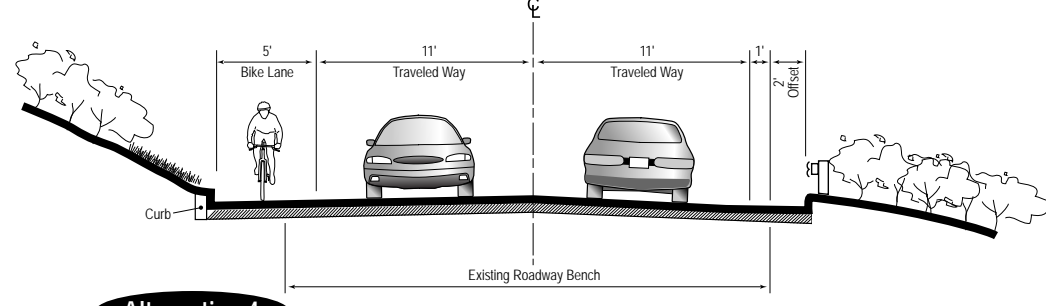 ℄
5'
11'
11'
1'
2'
Offset
Bike Lane
Traveled Way
Traveled Way
Curb
Existing Roadway Bench